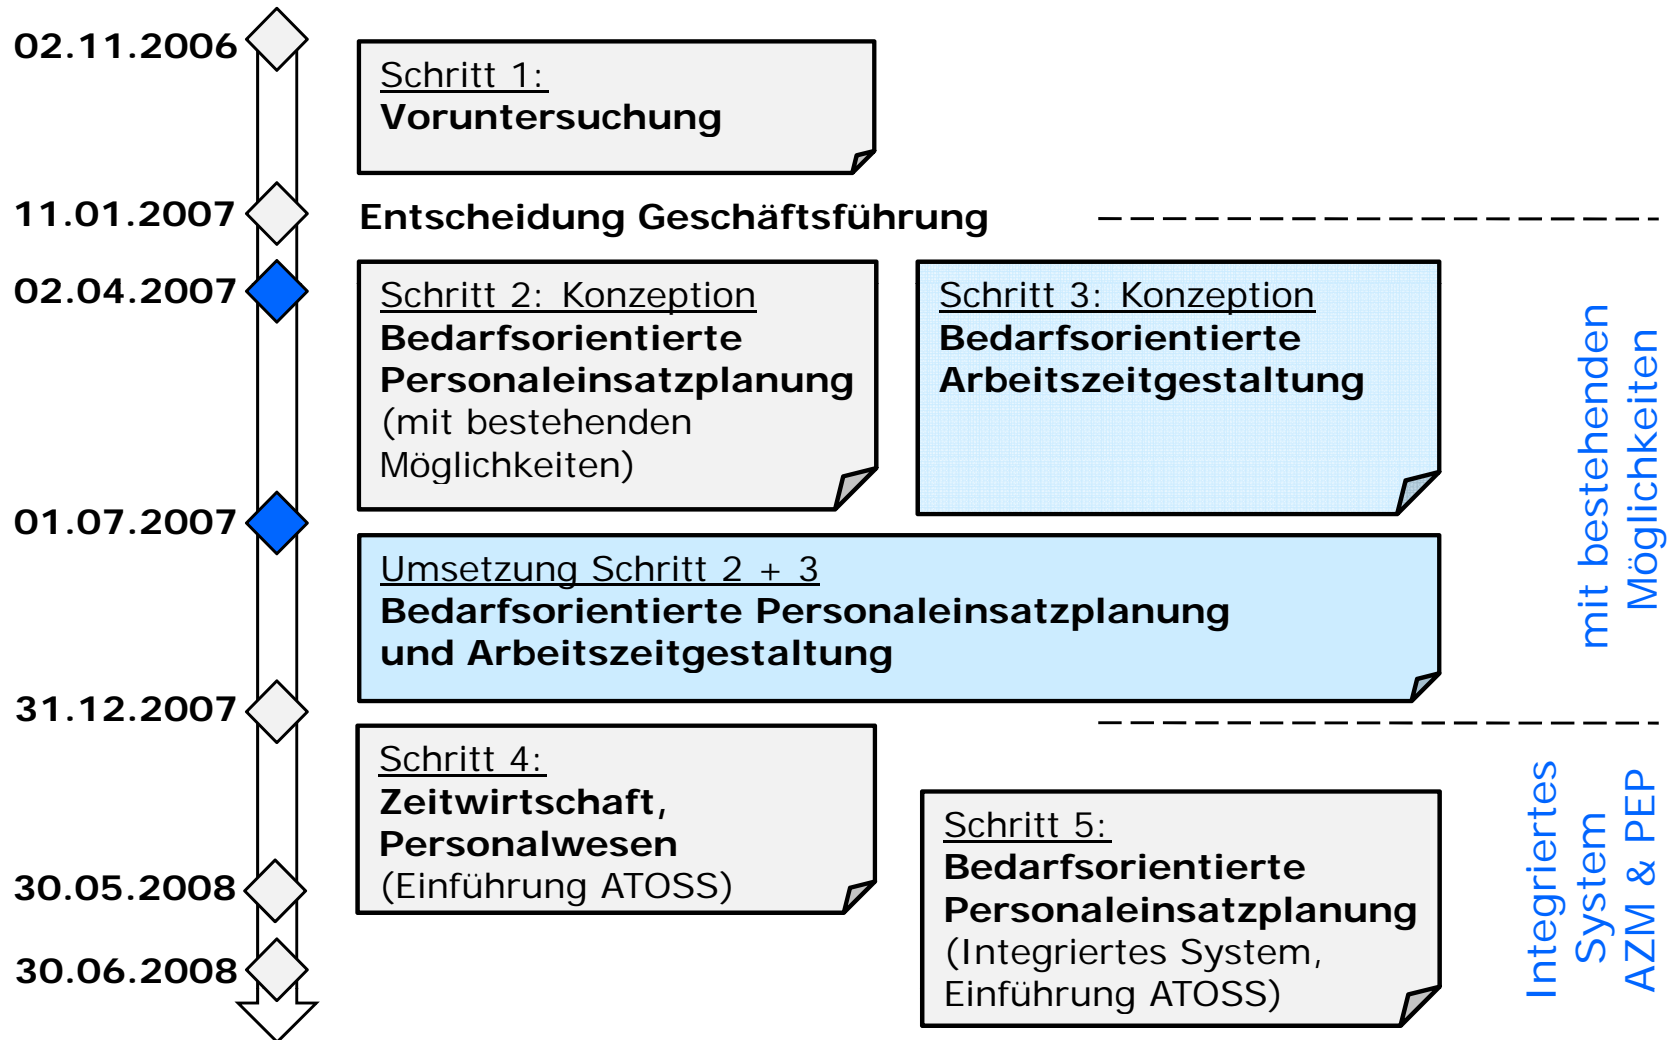 02.11.2006
Schritt 1:
Voruntersuchung
11.01.2007
Entscheidung Geschäftsführung
02.04.2007
Schritt 2: Konzeption
Bedarfsorientierte
Personaleinsatzplanung
(mit bestehenden
Möglichkeiten)
Schritt 3: Konzeption
Bedarfsorientierte
Arbeitszeitgestaltung
mit bestehenden
Möglichkeiten
01.07.2007
Umsetzung Schritt 2 + 3
Bedarfsorientierte Personaleinsatzplanung
und Arbeitszeitgestaltung
31.12.2007
Schritt 4:
Zeitwirtschaft,
Personalwesen
(Einführung ATOSS)
Schritt 5:
Bedarfsorientierte
Personaleinsatzplanung
(Integriertes System,
Einführung ATOSS)
Integriertes
System
AZM & PEP
30.05.2008
30.06.2008